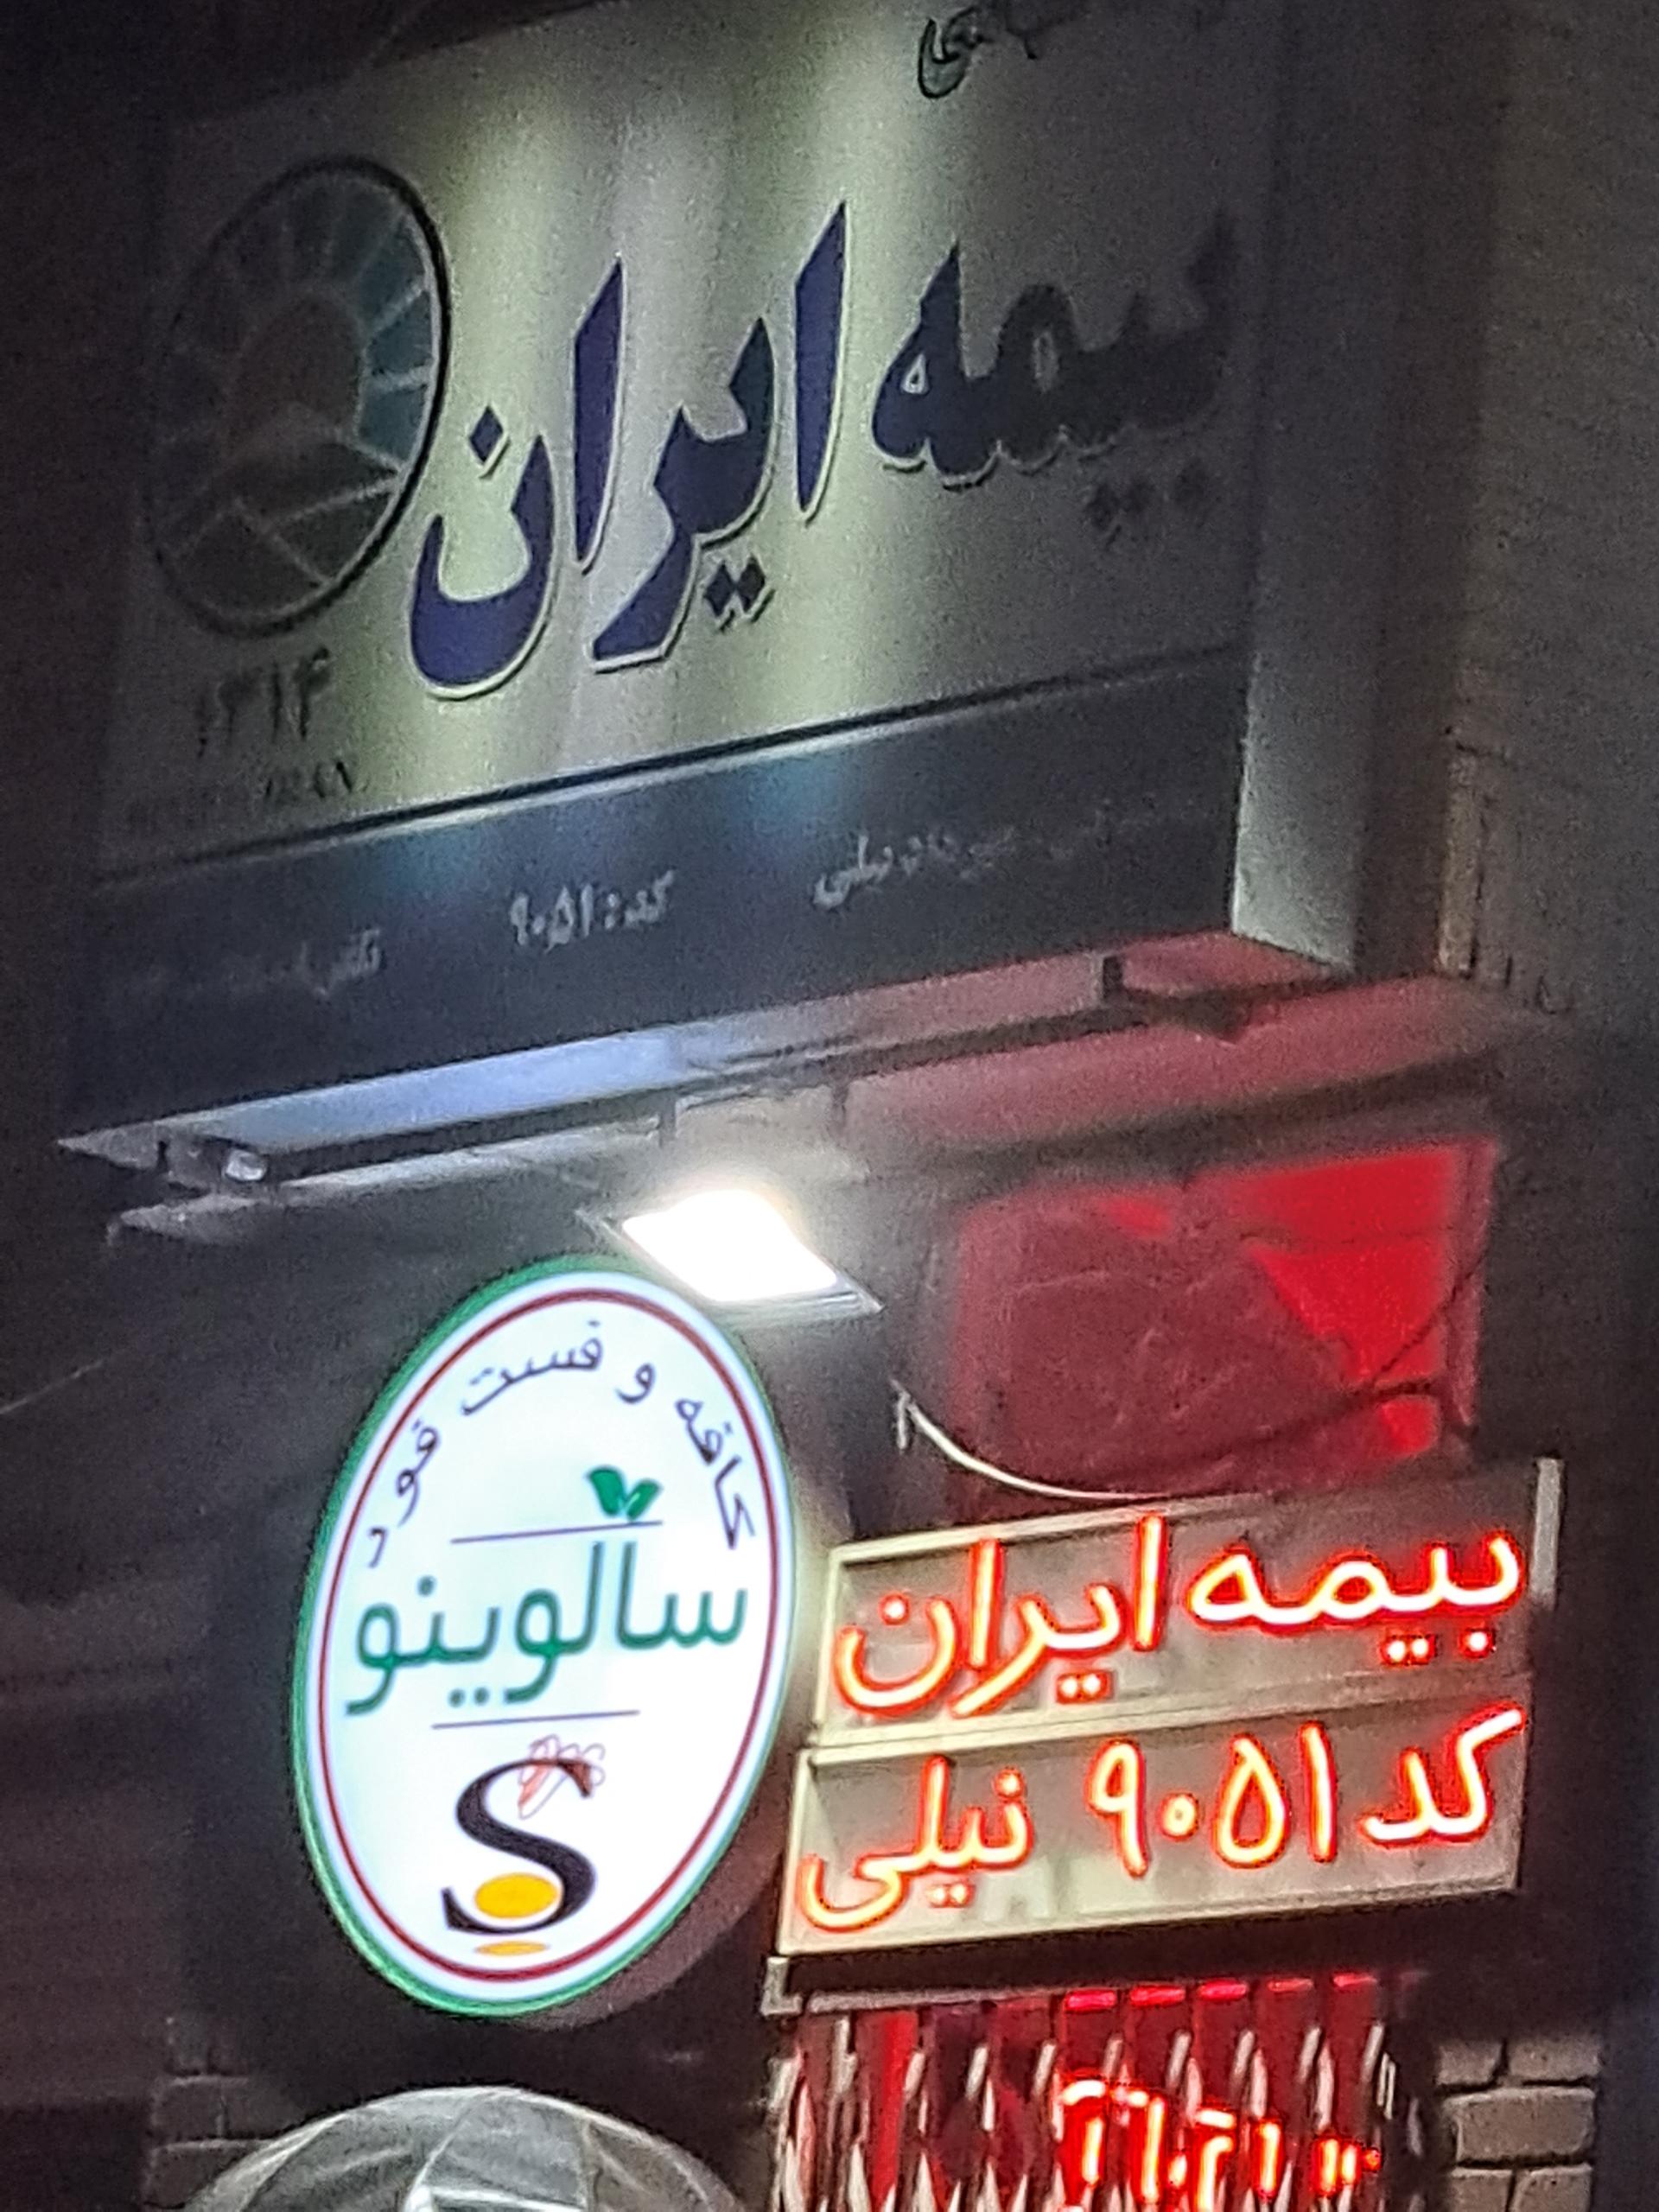 بیمه ایران
۱۳۱۴
نیلی
کد: ۹۰۵۱
کافه و فست فود
سالوینو
S
بیمه ایران
کد ۹۰۵۱ نیلی